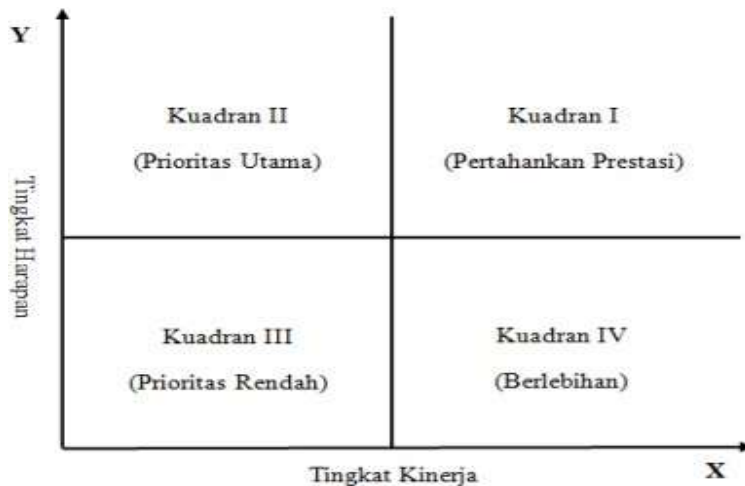 Y
Kuadran II
(Prioritas Utama)
Kuadran I
(Pertahankan Prestasi)
Tingkat Harapan
Kuadran III
(Prioritas Rendah)
Kuadran IV
(Berlebihan)
Tingkat Kinerja
X